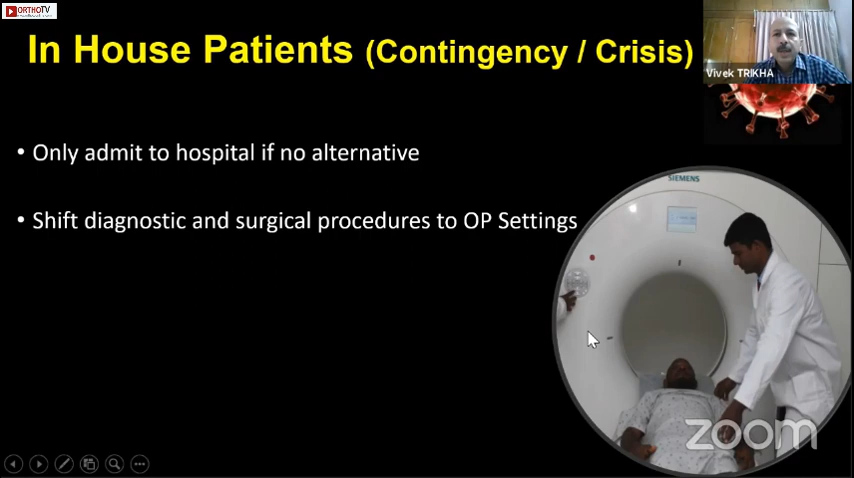 ORTHOTV
In House Patients (Contingency / Crisis)
Vivek TRIKHA
• Only admit to hospital if no alternative
• Shift diagnostic and surgical procedures to OP Settings
SIEMENS
zoom